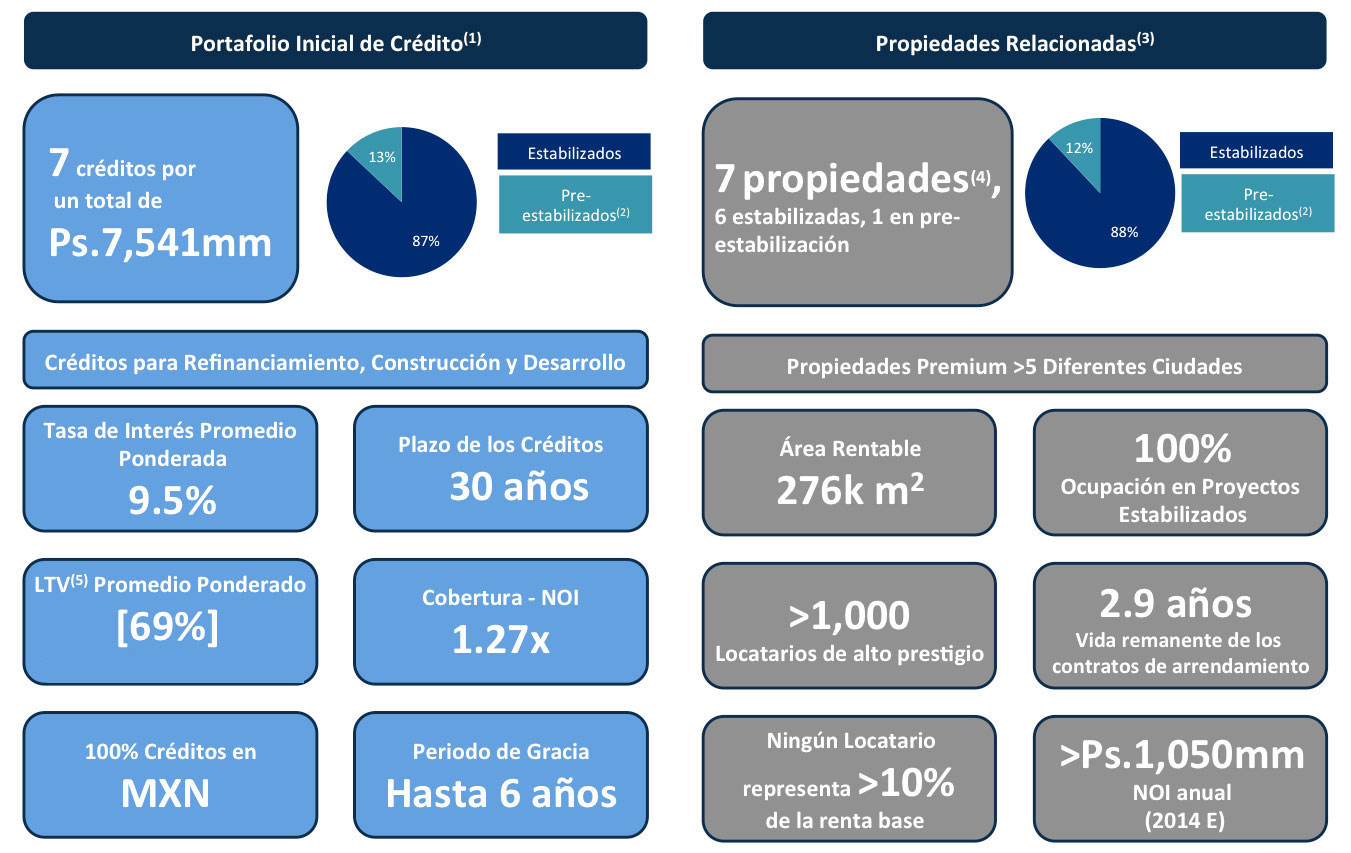 Portafolio Inicial de Crédito(1)
7 créditos por
un total de
Ps.7,541mm
13%
87%
Estabilizados
Pre-
estabilizados(2)
Créditos para Refinanciamiento, Construcción y Desarrollo
Tasa de Interés Promedio
Ponderada
9.5%
Plazo de los Créditos
30 años
LTV(5) Promedio Ponderado
[69%]
Cobertura - NOI
1.27x
100% Créditos en
MXN
Periodo de Gracia
Hasta 6 años
Propiedades Relacionadas(3)
7 propiedades(4),
6 estabilizadas, 1 en pre-
estabilización
12%
88%
Estabilizados
Pre-
estabilizados(2)
Propiedades Premium >5 Diferentes Ciudades
Área Rentable
276k m2
100%
Ocupación en Proyectos
Estabilizados
>1,000
Locatarios de alto prestigio
2.9 años
Vida remanente de los
contratos de arrendamiento
Ningún Locatario
representa >10%
de la renta base
>Ps.1,050mm
NOI anual
(2014 E)